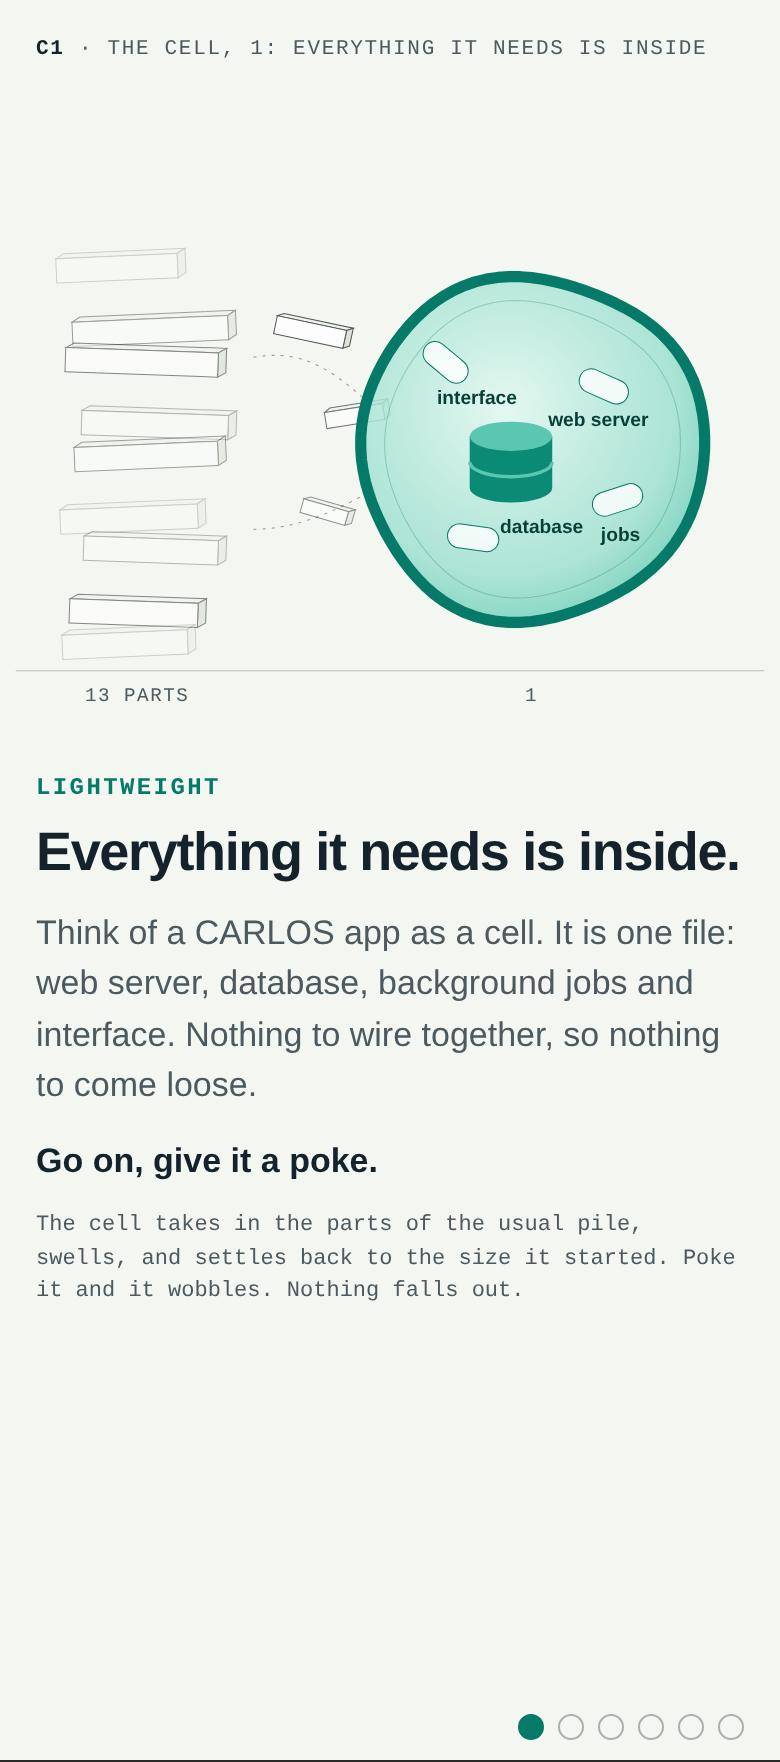 C1 · THE CELL, 1: EVERYTHING IT NEEDS IS INSIDE
interface
web server
database
jobs
13 PARTS
1
LIGHTWEIGHT
Everything it needs is inside.
Think of a CARLOS app as a cell. It is one file:
web server, database, background jobs and
interface. Nothing to wire together, so nothing
to come loose.
Go on, give it a poke.
The cell takes in the parts of the usual pile,
swells, and settles back to the size it started. Poke
it and it wobbles. Nothing falls out.